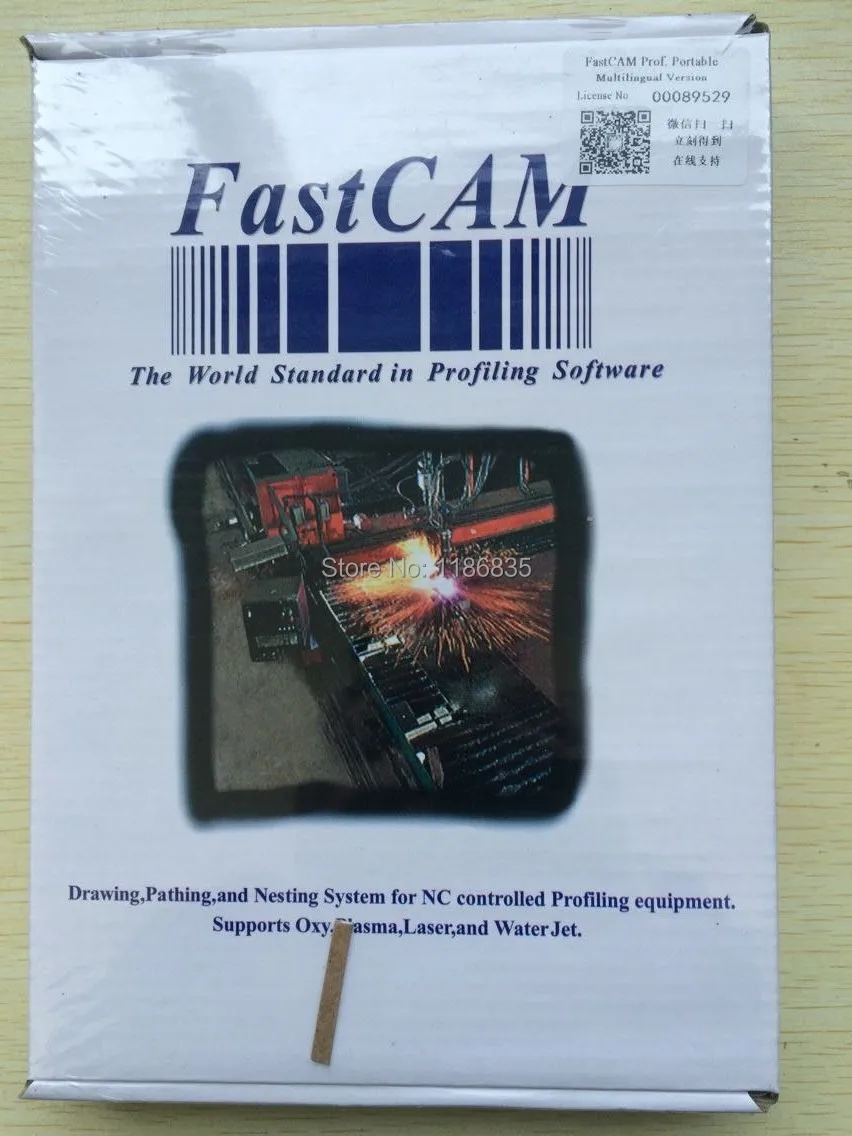 FastCAM Prof. Portable
Multilingual Version
License No 00089529
微信扫一扫
立刻得到
在线支持
FastCAM
The World Standard in Profiling Software
Store No: 1186835
Drawing,Pathing,and Nesting System for NC controlled Profiling equipment.
Supports Oxy,Plasma,Laser,and Water Jet.